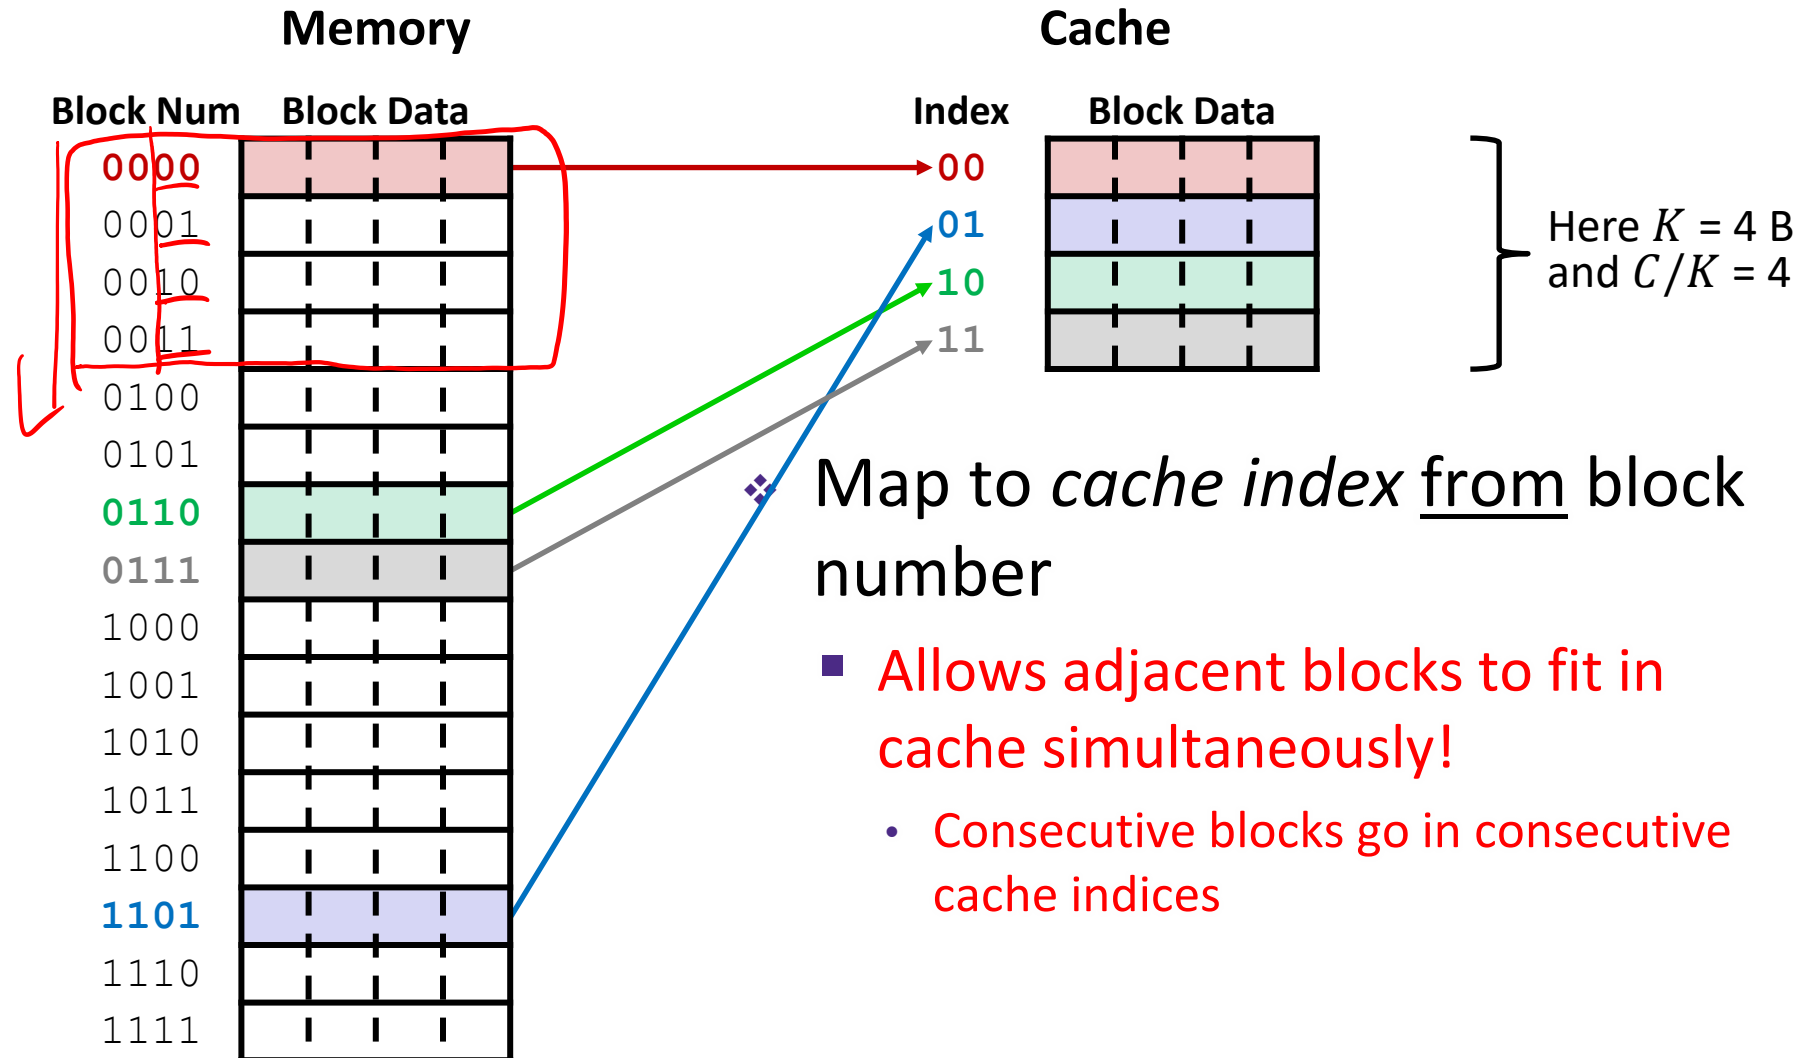 Memory
Cache
Block Num Block Data
Index Block Data
0000
0001
0010
0011
0100
0101
0110
0111
1000
1001
1010
1011
1100
1101
1110
1111
00
01
10
11
Here K = 4 B
and C/K = 4
❖ Map to cache index from block
number
▪ Allows adjacent blocks to fit in
cache simultaneously!
• Consecutive blocks go in consecutive
cache indices